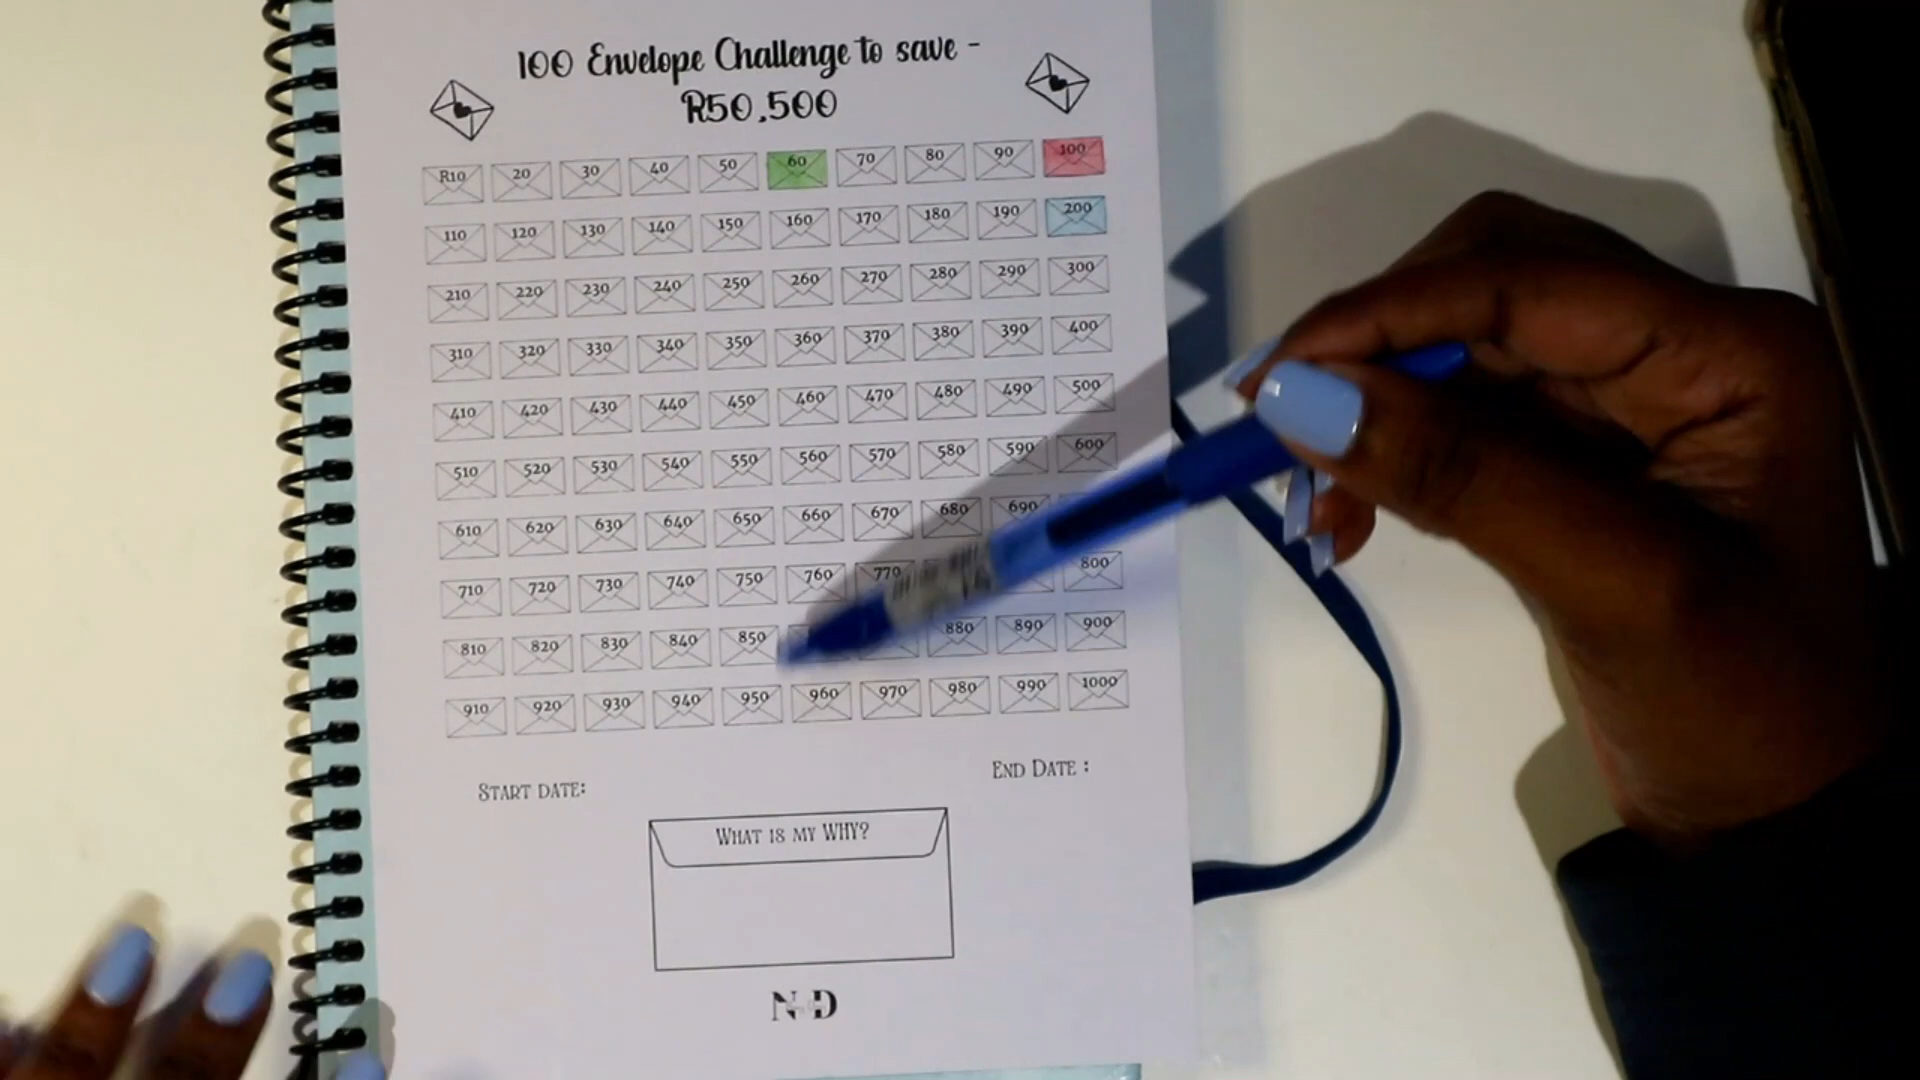 100 Envelope Challenge to save -
R50,500
R10 20 30 40 50 60 70 80 90 100
110 120 130 140 150 160 170 180 190 200
210 220 230 240 250 260 270 280 290 300
310 320 330 340 350 360 370 380 390 400
410 420 430 440 450 460 470 480 490 500
510 520 530 540 550 560 570 580 590 600
610 620 630 640 650 660 670 680 690
710 720 730 740 750 760 770 800
810 820 830 840 850 880 890 900
910 920 930 940 950 960 970 980 990 1000
START DATE:
END DATE :
WHAT IS MY WHY?